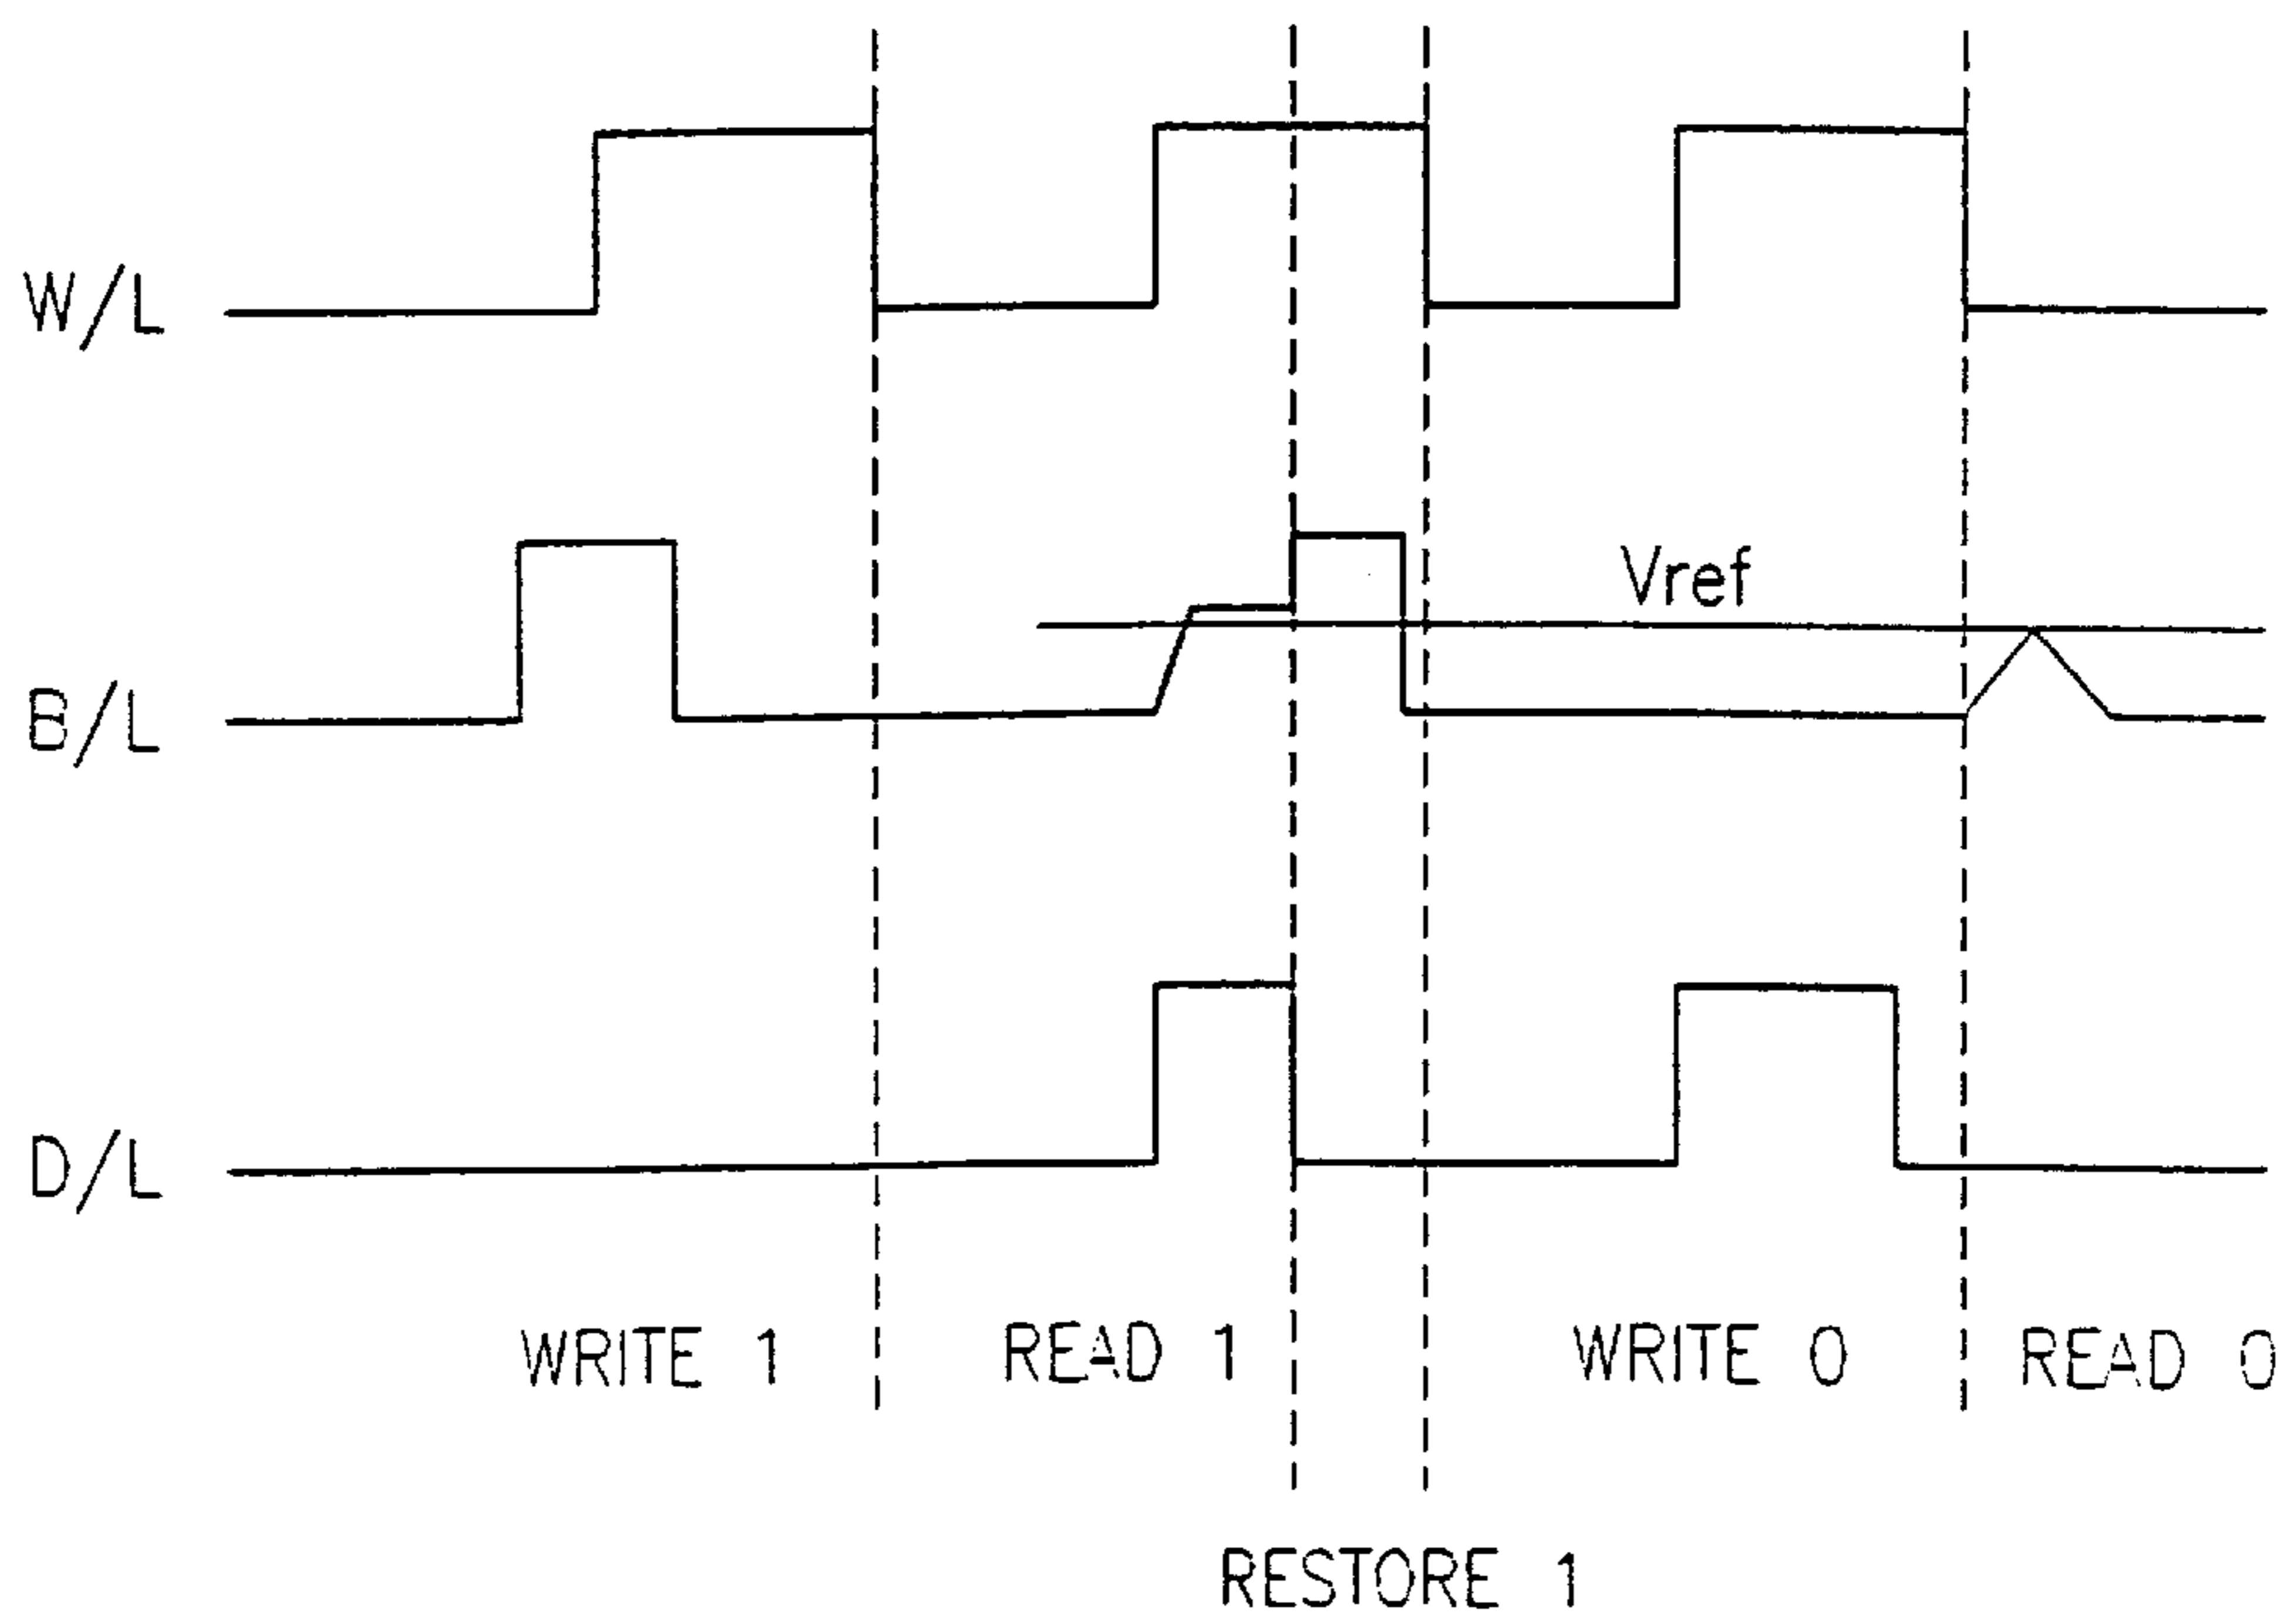 W/L
Vref
B/L
D/L
WRITE 1
READ 1
WRITE 0
READ 0
RESTORE 1